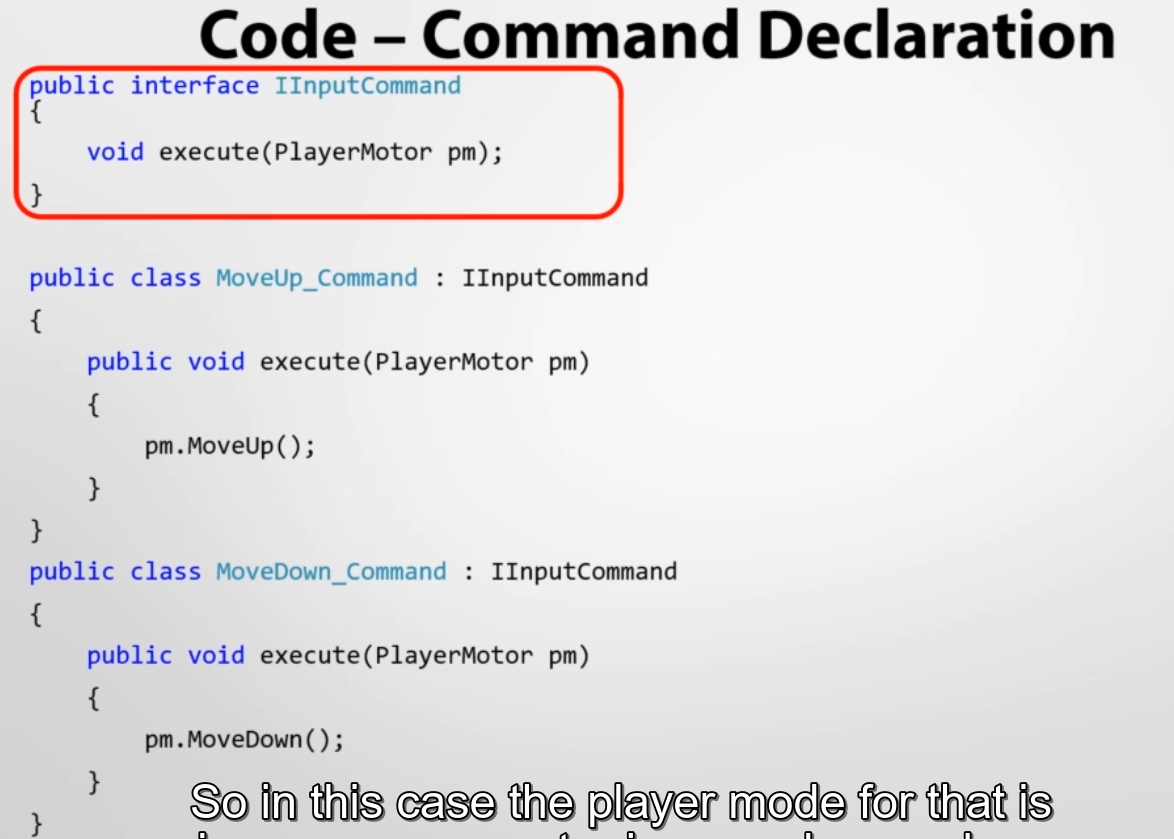 Code – Command Declaration
public interface IInputCommand
{
void execute(PlayerMotor pm);
}
public class MoveUp_Command : IInputCommand
{
public void execute(PlayerMotor pm)
{
pm.MoveUp();
}
}
public class MoveDown_Command : IInputCommand
{
public void execute(PlayerMotor pm)
{
pm.MoveDown();
}
}
So in this case the player mode for that is